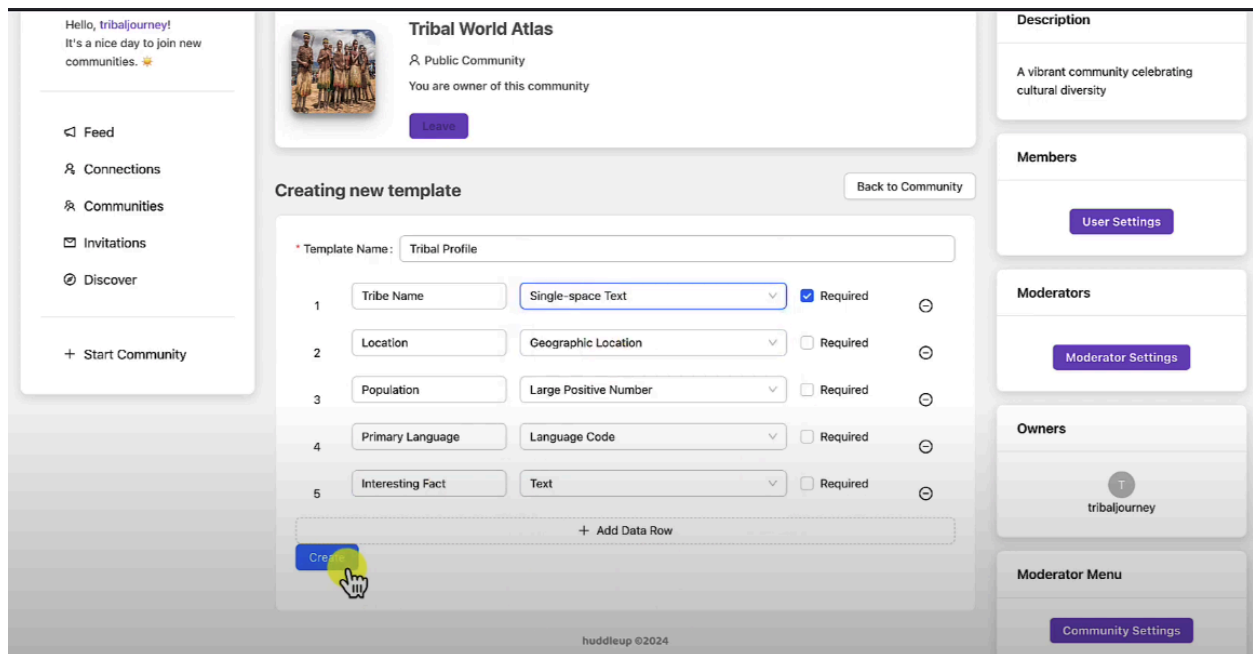 Hello, tribaljourney!
It's a nice day to join new
communities. ☀️
Feed
Connections
Communities
Invitations
Discover
+ Start Community
Tribal World Atlas
Public Community
You are owner of this community
Leave
Creating new template
Back to Community
* Template Name: Tribal Profile
1 Tribe Name Single-space Text Required
2 Location Geographic Location Required
3 Population Large Positive Number Required
4 Primary Language Language Code Required
5 Interesting Fact Text Required
+ Add Data Row
Create
huddleup ©2024
Description
A vibrant community celebrating
cultural diversity
Members
User Settings
Moderators
Moderator Settings
Owners
T
tribaljourney
Moderator Menu
Community Settings